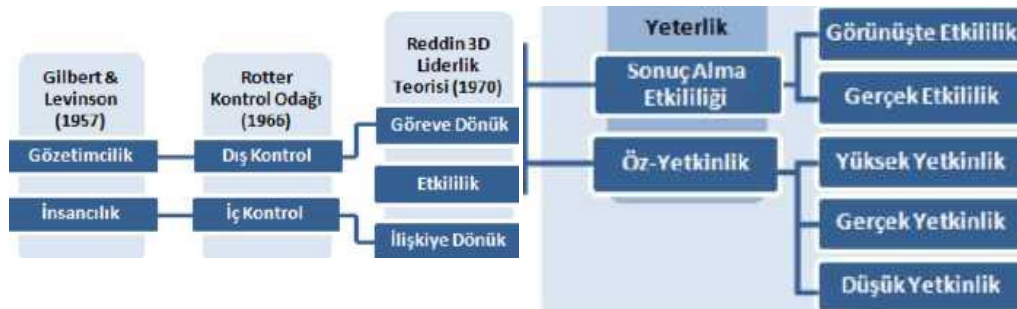 Gilbert &
Levinson
(1957)
Gözetimcilik
İnsancılık
Rotter
Kontrol Odağı
(1966)
Dış Kontrol
İç Kontrol
Reddin 3D
Liderlik
Teorisi (1970)
Göreve Dönük
Etkililik
İlişkiye Dönük
Yeterlik
Sonuç Alma
Etkililiği
Öz-Yetkinlik
Görünüşte Etkililik
Gerçek Etkililik
Yüksek Yetkinlik
Gerçek Yetkinlik
Düşük Yetkinlik